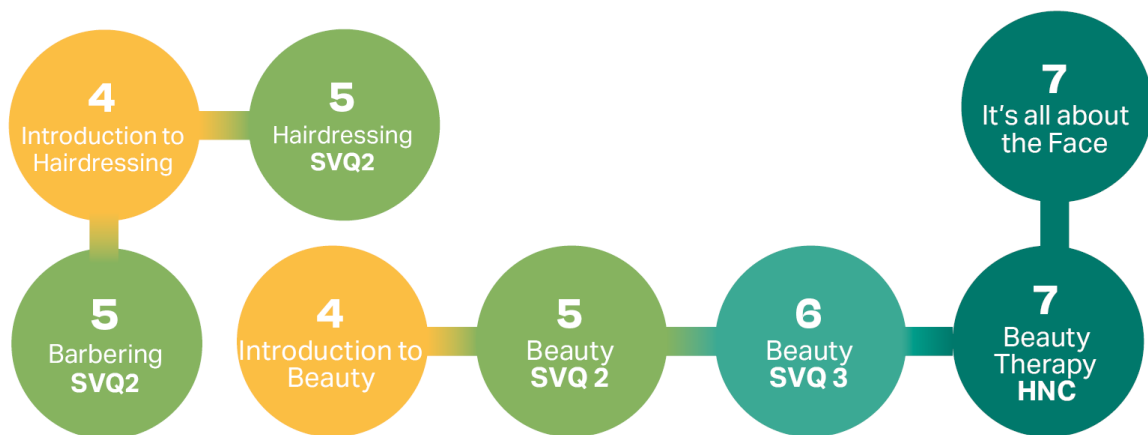 4
Introduction to
Hairdressing
5
Hairdressing
SVQ2
7
It's all about
the Face
5
Barbering
SVQ2
4
Introduction to
Beauty
5
Beauty
SVQ 2
6
Beauty
SVQ 3
7
Beauty
Therapy
HNC